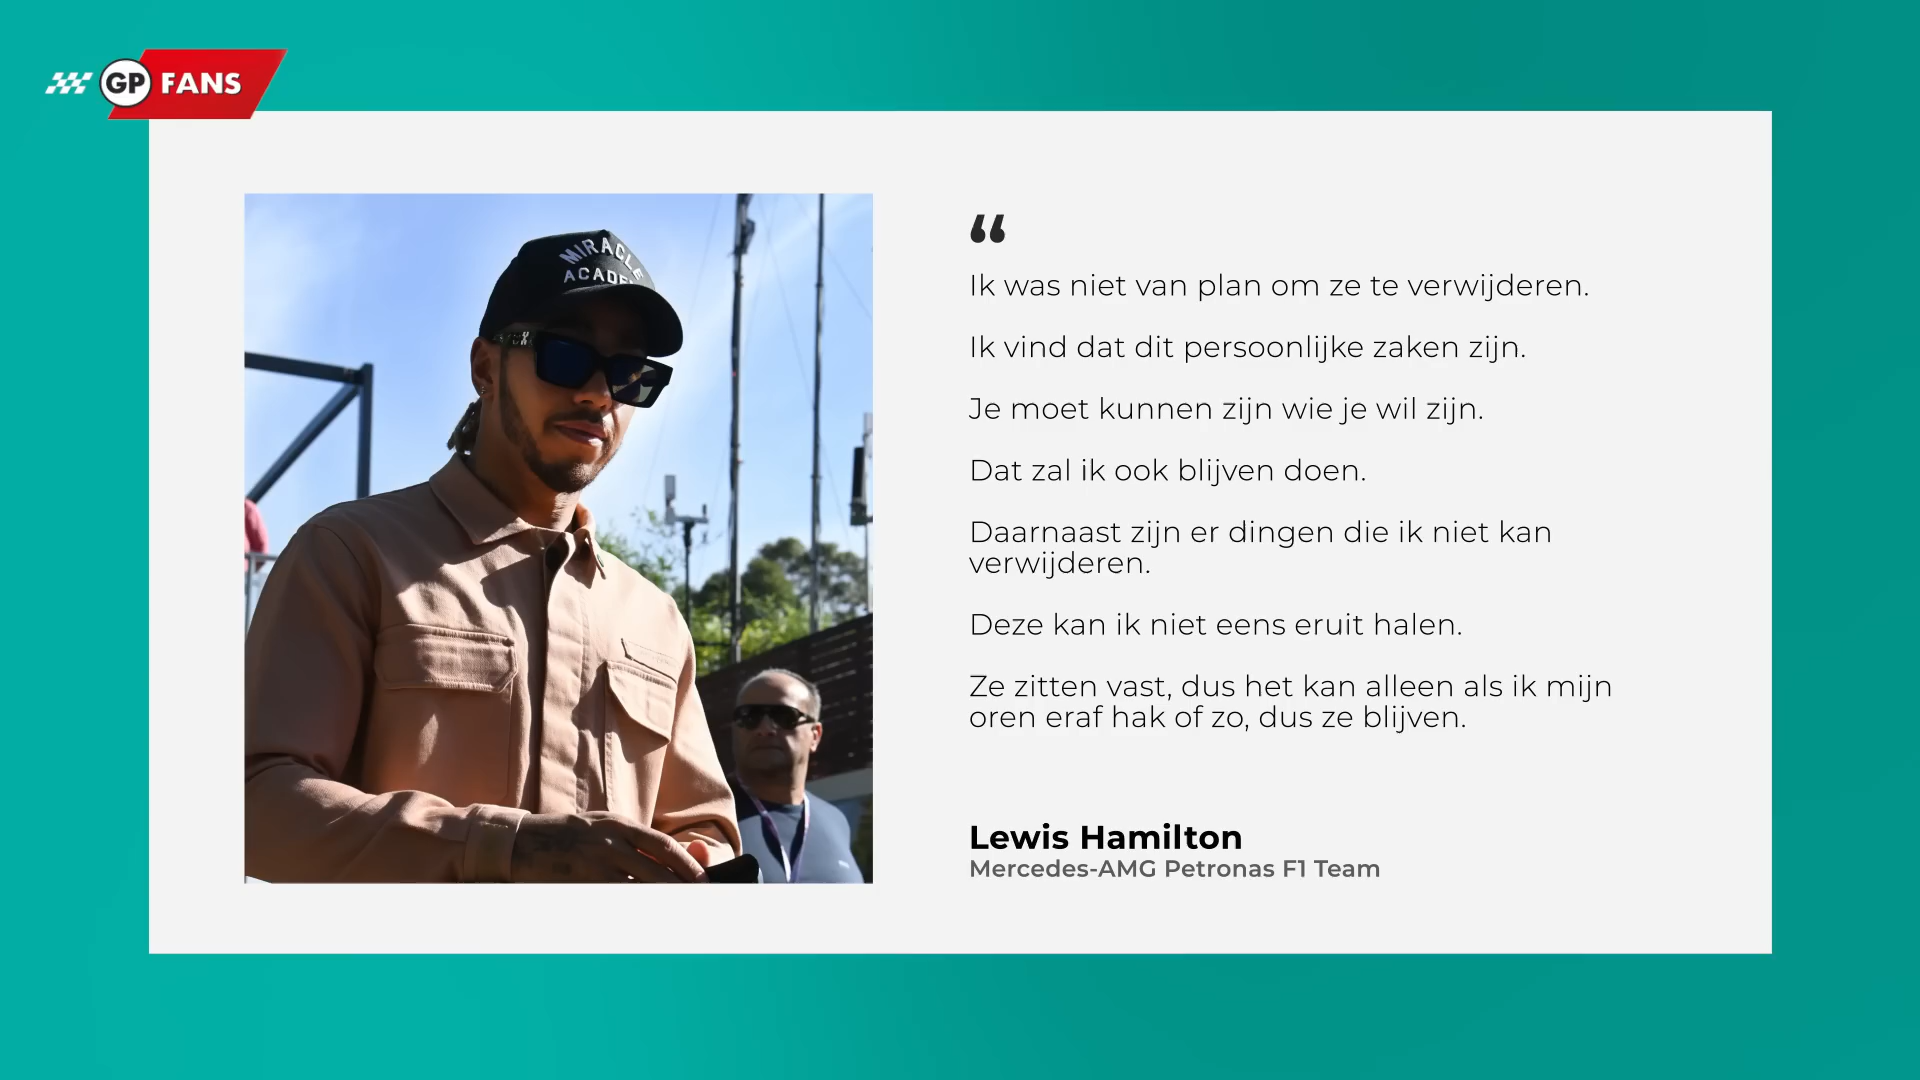 GP FANS
MIRACLE
Ik was niet van plan om ze te verwijderen.
Ik vind dat dit persoonlijke zaken zijn.
Je moet kunnen zijn wie je wil zijn.
Dat zal ik ook blijven doen.
Daarnaast zijn er dingen die ik niet kan
verwijderen.
Deze kan ik niet eens eruit halen.
Ze zitten vast, dus het kan alleen als ik mijn
oren eraf hak of zo, dus ze blijven.
Lewis Hamilton
Mercedes-AMG Petronas F1 Team